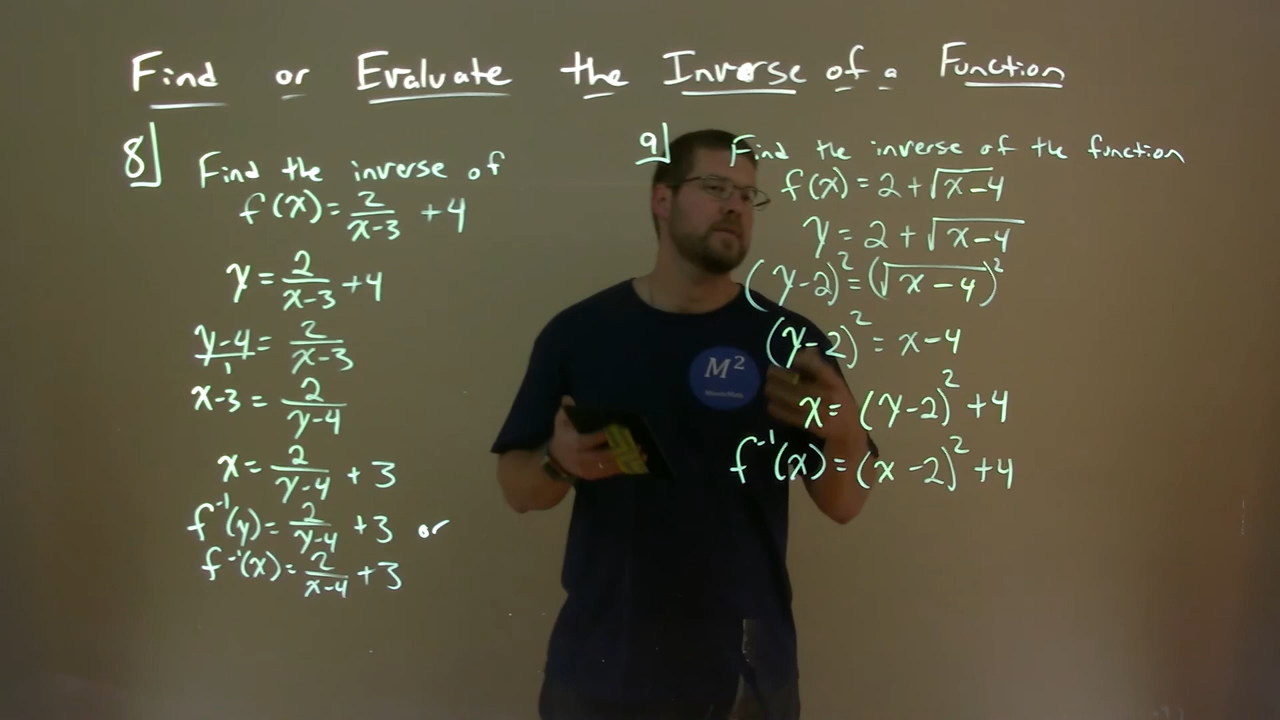 Find or Evaluate the Inverse of a Function
8]
Find the inverse of
f(x) = 2/(x-3) + 4
y = 2/(x-3) + 4
(y-4)/1 = 2/(x-3)
x-3 = 2/(y-4)
x = 2/(y-4) + 3
f⁻¹(y) = 2/(y-4) + 3 or
f⁻¹(x) = 2/(x-4) + 3
9]
Find the inverse of the function
f(x) = 2 + √(x-4)
y = 2 + √(x-4)
(y-2)² = (√(x-4))²
(y-2)² = x-4
x = (y-2)² + 4
f⁻¹(x) = (x-2)² + 4
M²